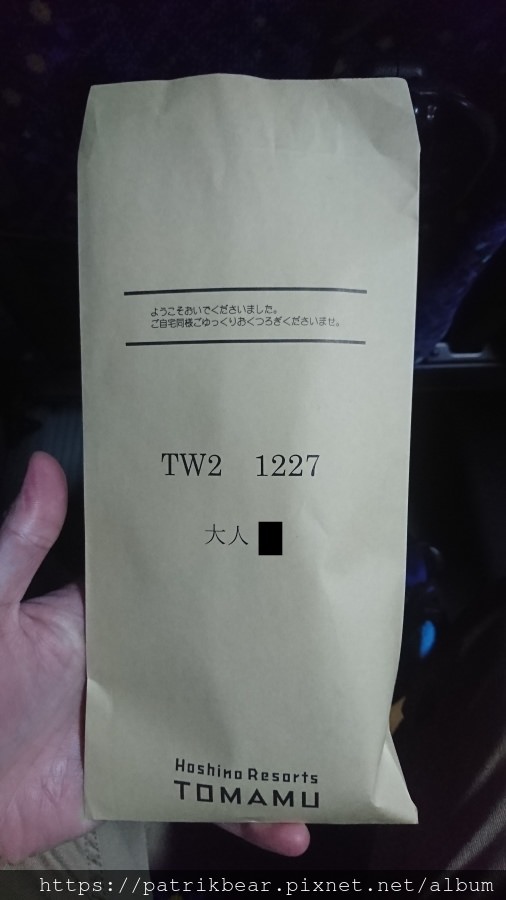 ようこそおいでくださいました。
ご自宅同様ごゆっくりおくつろぎくださいませ。
TW2 1227
大人
Hoshino Resorts
TOMAMU
https://patrikbear.pixnet.net/album